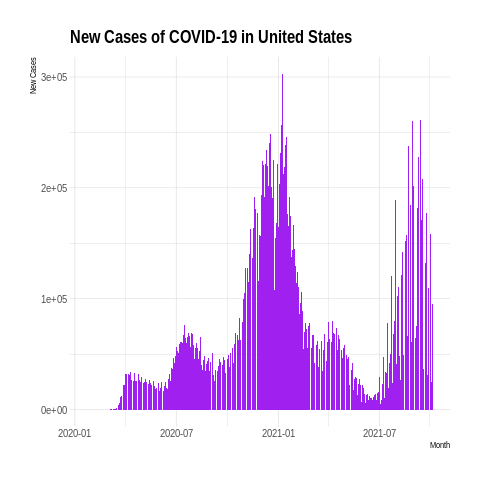 New Cases of COVID-19 in United States
New Cases
3e+05
2e+05
1e+05
0e+00
2020-01 2020-07 2021-01 2021-07
Month